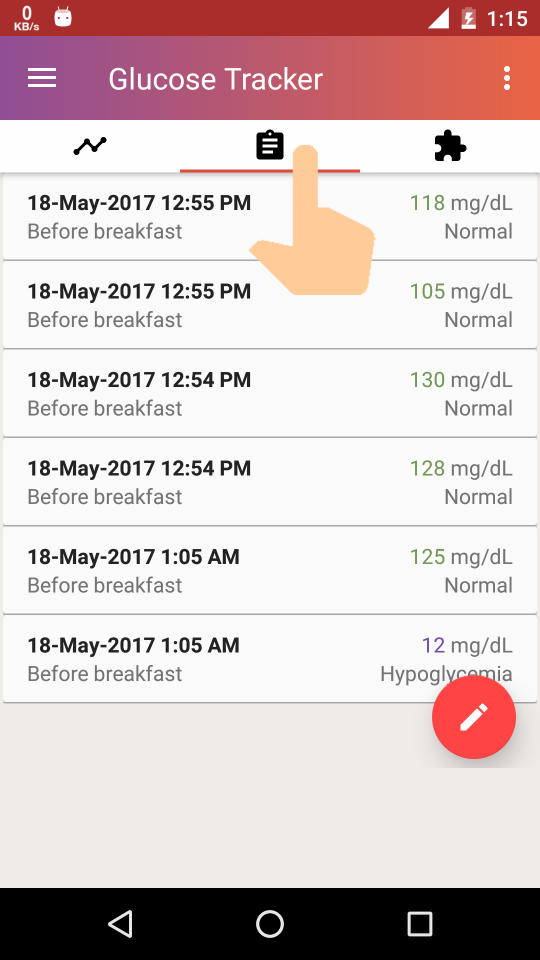 0
KB/s
1:15
Glucose Tracker
18-May-2017 12:55 PM
118 mg/dL
Before breakfast
Normal
18-May-2017 12:55 PM
105 mg/dL
Before breakfast
Normal
18-May-2017 12:54 PM
130 mg/dL
Before breakfast
Normal
18-May-2017 12:54 PM
128 mg/dL
Before breakfast
Normal
18-May-2017 1:05 AM
125 mg/dL
Before breakfast
Normal
18-May-2017 1:05 AM
12 mg/dL
Before breakfast
Hypoglycemia